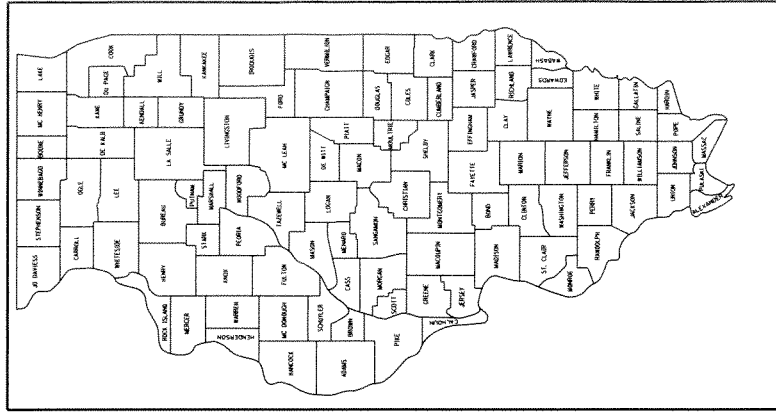 JO DAVIESS
STEPHENSON
WINNEBAGO
BOONE
MC HENRY
LAKE
CARROLL
OGLE
DE KALB
KANE
DU PAGE
COOK
WHITESIDE
LEE
KENDALL
WILL
GRUNDY
LA SALLE
KANKAKEE
ROCK ISLAND
HENRY
BUREAU
PUTNAM
MERCER
STARK
MARSHALL
LIVINGSTON
IROQUOIS
HENDERSON
WARREN
KNOX
PEORIA
WOODFORD
FORD
HANCOCK
MC DONOUGH
FULTON
TAZEWELL
MC LEAN
VERMILION
CHAMPAIGN
SCHUYLER
MASON
LOGAN
DE WITT
PIATT
ADAMS
BROWN
CASS
MENARD
MACON
DOUGLAS
EDGAR
PIKE
SCOTT
MORGAN
SANGAMON
CHRISTIAN
MOULTRIE
SHELBY
COLES
CLARK
CUMBERLAND
CALHOUN
GREENE
JERSEY
MACOUPIN
MONTGOMERY
FAYETTE
EFFINGHAM
JASPER
CRAWFORD
MADISON
BOND
CLAY
RICHLAND
LAWRENCE
ST. CLAIR
CLINTON
MARION
WAYNE
EDWARDS
WABASH
MONROE
WASHINGTON
JEFFERSON
RANDOLPH
PERRY
FRANKLIN
HAMILTON
WHITE
JACKSON
WILLIAMSON
SALINE
GALLATIN
UNION
JOHNSON
POPE
HARDIN
ALEXANDER
PULASKI
MASSAC